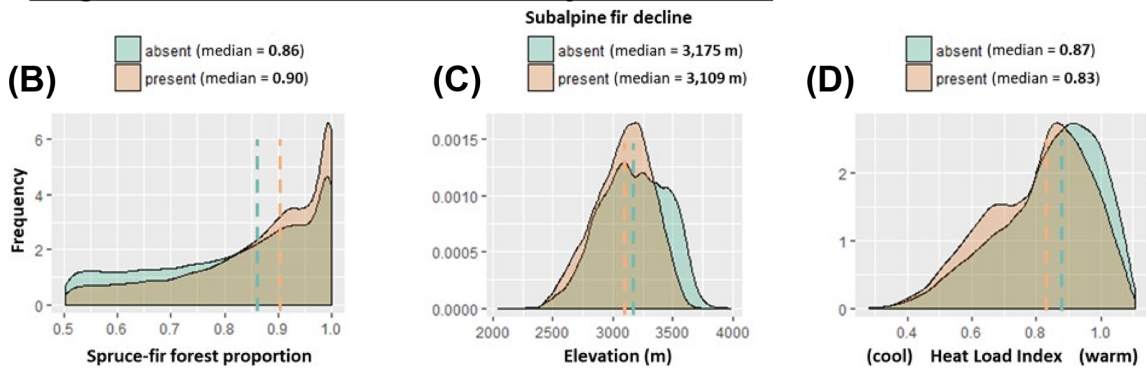 Subalpine fir decline
(B)
absent (median = 0.86)
present (median = 0.90)
Frequency
6
4
2
0
0.5 0.6 0.7 0.8 0.9 1.0
Spruce-fir forest proportion
(C)
absent (median = 3,175 m)
present (median = 3,109 m)
0.0015
0.0010
0.0005
0.0000
2000 2500 3000 3500 4000
Elevation (m)
(D)
absent (median = 0.87)
present (median = 0.83)
2
1
0
0.4 0.6 0.8 1.0
(cool) Heat Load Index (warm)